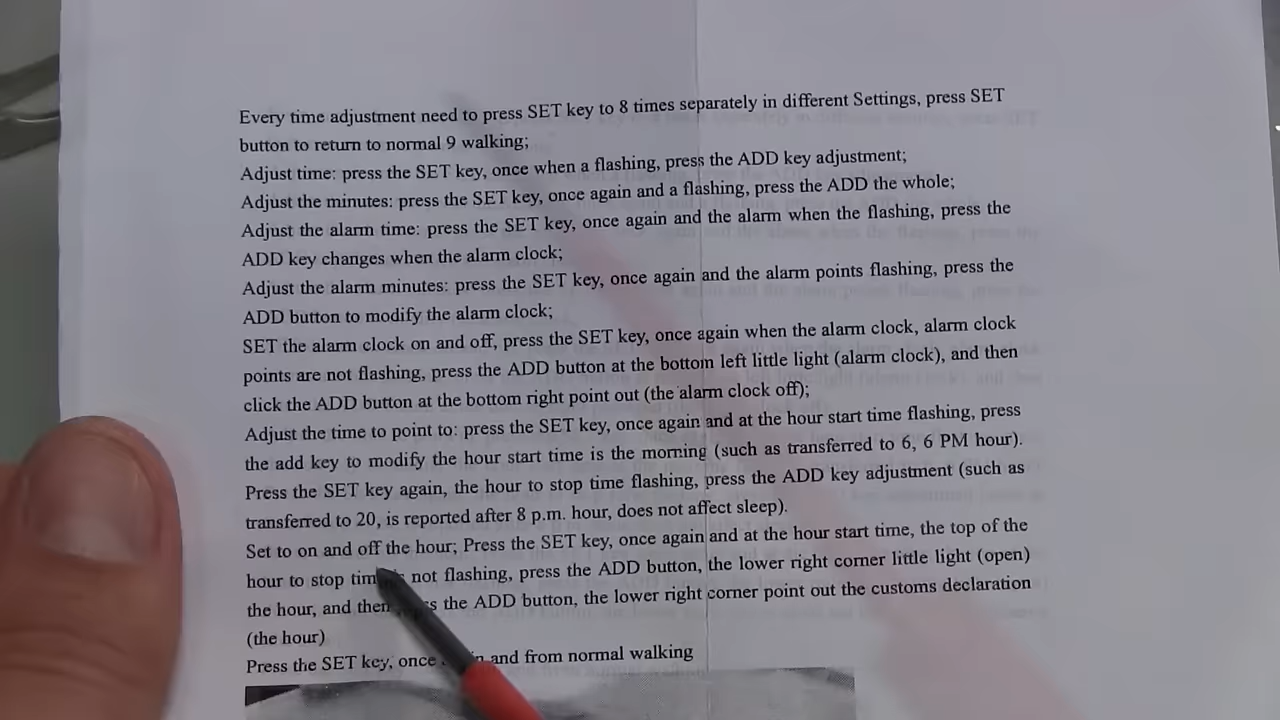 Every time adjustment need to press SET key to 8 times separately in different Settings, press SET
button to return to normal 9 walking;
Adjust time: press the SET key, once when a flashing, press the ADD key adjustment;
Adjust the minutes: press the SET key, once again and a flashing, press the ADD the whole;
Adjust the alarm time: press the SET key, once again and the alarm when the flashing, press the
ADD key changes when the alarm clock;
Adjust the alarm minutes: press the SET key, once again and the alarm points flashing, press the
ADD button to modify the alarm clock;
SET the alarm clock on and off, press the SET key, once again when the alarm clock, alarm clock
points are not flashing, press the ADD button at the bottom left little light (alarm clock), and then
click the ADD button at the bottom right point out (the alarm clock off);
Adjust the time to point to: press the SET key, once again and at the hour start time flashing, press
the add key to modify the hour start time is the morning (such as transferred to 6, 6 PM hour).
Press the SET key again, the hour to stop time flashing, press the ADD key adjustment (such as
transferred to 20, is reported after 8 p.m. hour, does not affect sleep).
Set to on and off the hour; Press the SET key, once again and at the hour start time, the top of the
hour to stop not flashing, press the ADD button, the lower right corner little light (open)
the hour, and then the ADD button, the lower right corner point out the customs declaration
(the hour)
Press the SET key, once and from normal walking